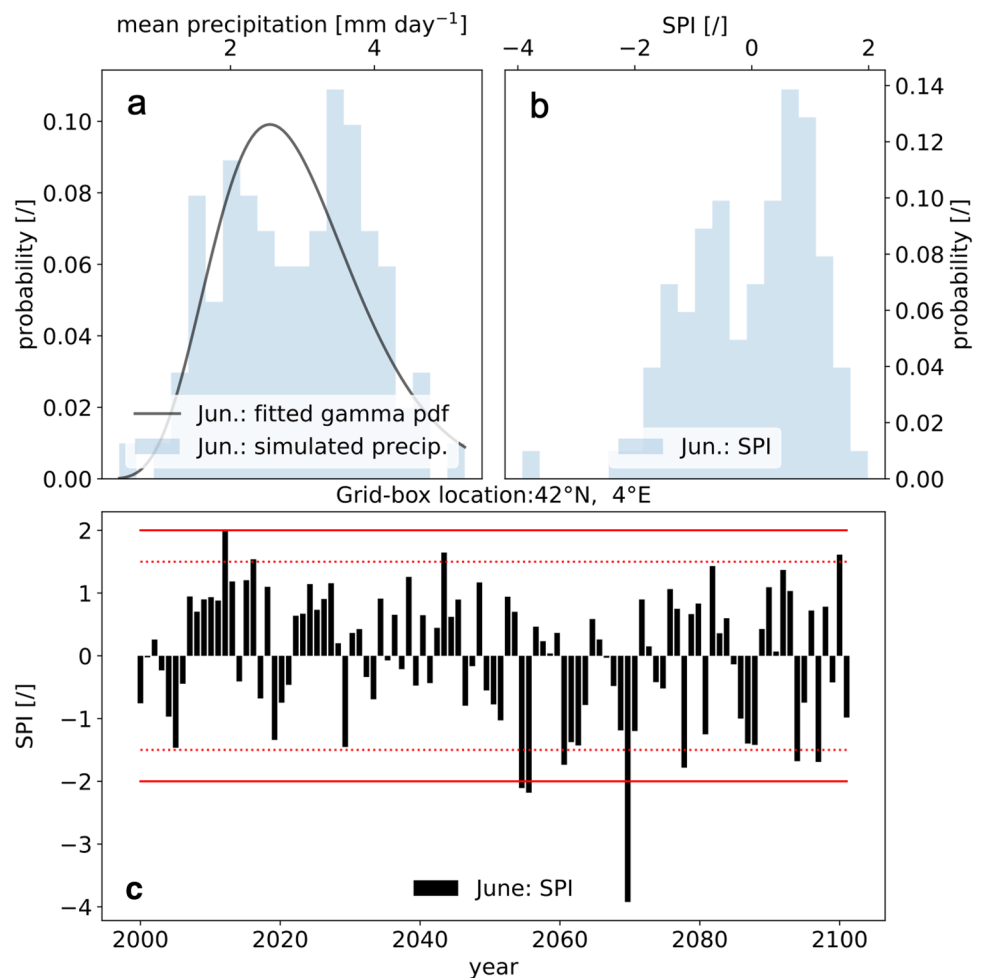 mean precipitation [mm day⁻¹]
2 4
SPI [/]
−4 −2 0 2
a
b
probability [/]
0.10
0.08
0.06
0.04
0.02
0.00
0.14
0.12
0.10
0.08
0.06
0.04
0.02
0.00
probability [/]
Jun.: fitted gamma pdf
Jun.: simulated precip.
Jun.: SPI
Grid-box location:42°N, 4°E
SPI [/]
2
1
0
−1
−2
−3
−4
c
June: SPI
2000 2020 2040 2060 2080 2100
year